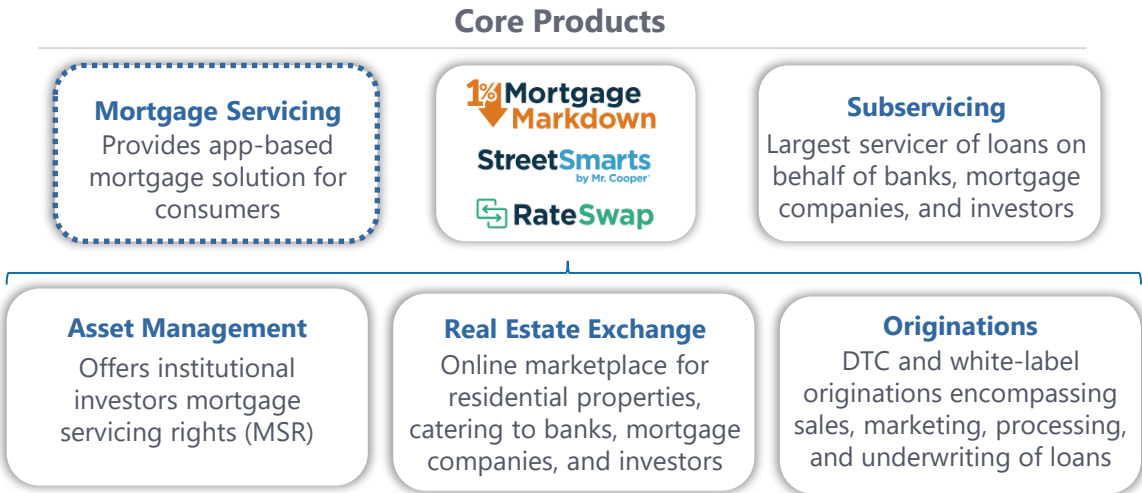 Core Products
Mortgage Servicing
Provides app-based
mortgage solution for
consumers
1% Mortgage
Markdown
StreetSmarts
by Mr. Cooper®
RateSwap
Subservicing
Largest servicer of loans on
behalf of banks, mortgage
companies, and investors
Asset Management
Offers institutional
investors mortgage
servicing rights (MSR)
Real Estate Exchange
Online marketplace for
residential properties,
catering to banks, mortgage
companies, and investors
Originations
DTC and white-label
originations encompassing
sales, marketing, processing,
and underwriting of loans